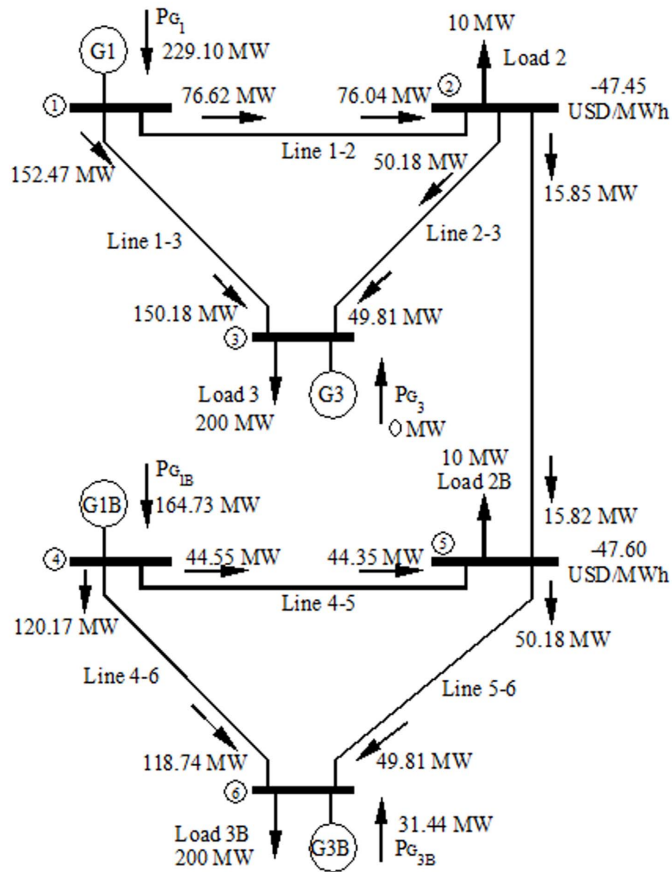 PG1
G1
229.10 MW
10 MW
Load 2
1
76.62 MW
76.04 MW
2
-47.45
USD/MWh
Line 1-2
152.47 MW
50.18 MW
15.85 MW
Line 1-3
Line 2-3
150.18 MW
3
49.81 MW
Load 3
200 MW
G3
PG3
0 MW
PG1B
G1B
164.73 MW
10 MW
Load 2B
15.82 MW
4
44.55 MW
44.35 MW
5
-47.60
USD/MWh
Line 4-5
120.17 MW
50.18 MW
Line 4-6
Line 5-6
118.74 MW
49.81 MW
6
Load 3B
200 MW
G3B
31.44 MW
PG3B